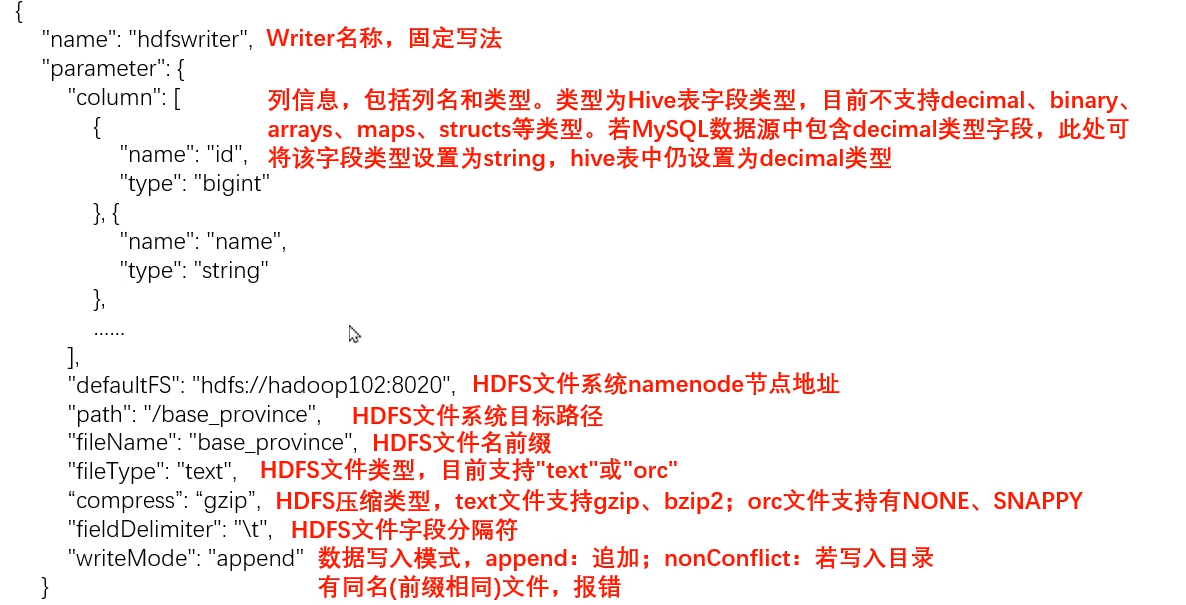 {
"name": "hdfswriter", Writer名称，固定写法
"parameter": {
"column": [ 列信息，包括列名和类型。类型为Hive表字段类型，目前不支持decimal、binary、
{ arrays、maps、structs等类型。若MySQL数据源中包含decimal类型字段，此处可
"name": "id", 将该字段类型设置为string，hive表中仍设置为decimal类型
"type": "bigint"
}, {
"name": "name",
"type": "string"
},
......
],
"defaultFS": "hdfs://hadoop102:8020", HDFS文件系统namenode节点地址
"path": "/base_province", HDFS文件系统目标路径
"fileName": "base_province", HDFS文件名前缀
"fileType": "text", HDFS文件类型，目前支持"text"或"orc"
“compress”: “gzip”, HDFS压缩类型，text文件支持gzip、bzip2；orc文件支持有NONE、SNAPPY
"fieldDelimiter": "\t", HDFS文件字段分隔符
"writeMode": "append" 数据写入模式，append：追加；nonConflict：若写入目录
} 有同名(前缀相同)文件，报错